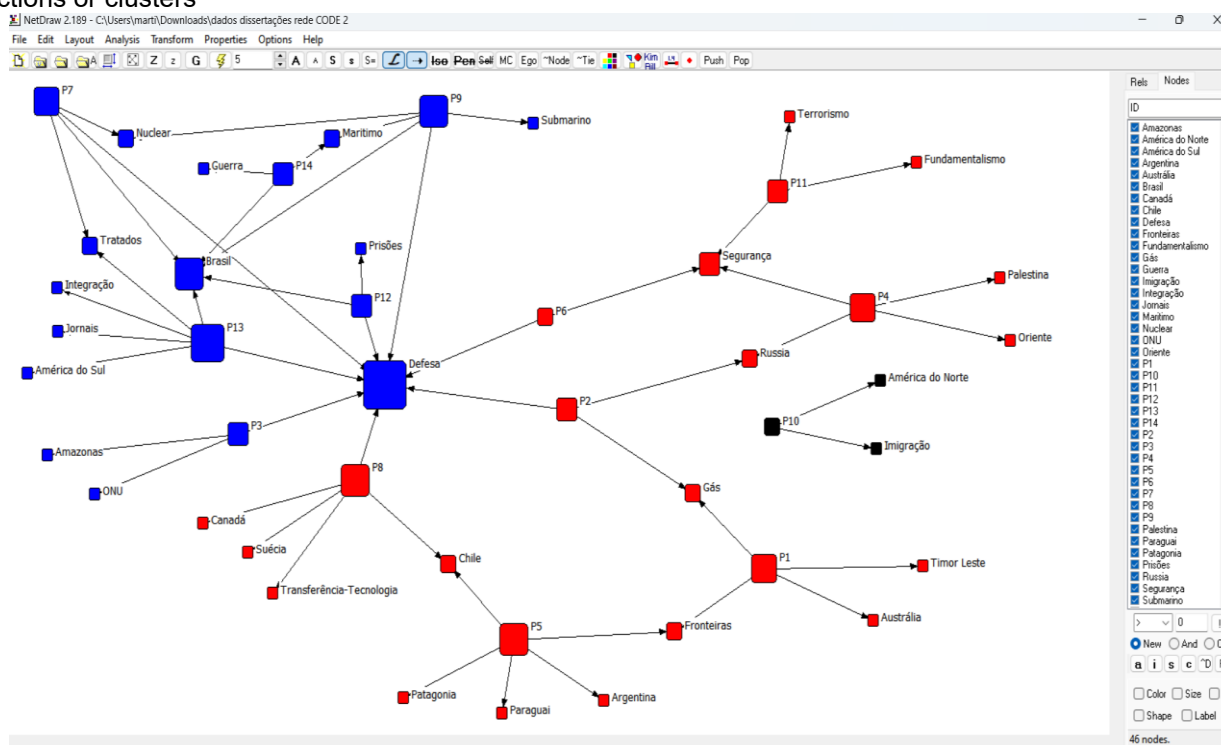 ctions or clusters
NetDraw 2.189 - C:\Users\marti\Downloads\dados dissertações rede CODE 2
File Edit Layout Analysis Transform Properties Options Help
Z z G 5 A A S s S= Iso Pen Self MC Ego ~Node ~Tie Push Pop
Rels Nodes
ID
P7
P9
Terrorismo
Nuclear
Maritimo
Submarino
Guerra
P14
Fundamentalismo
P11
Tratados
Brasil
Prisões
Segurança
Integração
P12
P4
Palestina
P6
Jornais
P13
Oriente
América do Sul
Defesa
Russia
América do Norte
P2
P10
P3
Imigração
Amazonas
ONU
P8
Gás
Canadá
Suécia
Chile
P1
Timor Leste
Transferência-Tecnologia
Austrália
P5
Fronteiras
Patagonia
Paraguai
Argentina
Amazonas
América do Norte
América do Sul
Argentina
Austrália
Brasil
Canadá
Chile
Defesa
Fronteiras
Fundamentalismo
Gás
Guerra
Imigração
Integração
Jornais
Maritimo
Nuclear
ONU
Oriente
P1
P10
P11
P12
P13
P14
P2
P3
P4
P5
P6
P7
P8
P9
Palestina
Paraguai
Patagonia
Prisões
Russia
Segurança
Submarino
> 0
New And
a i s c ~D
Color Size
Shape Label
46 nodes.